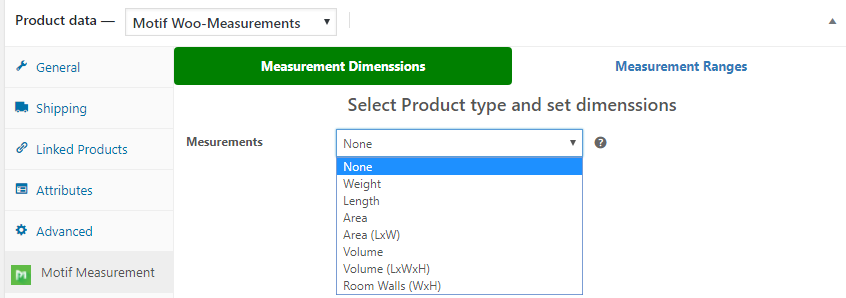 Product data — Motif Woo-Measurements
General
Shipping
Linked Products
Attributes
Advanced
Motif Measurement
Measurement Dimenssions Measurement Ranges
Select Product type and set dimenssions
Mesurements None
None
Weight
Length
Area
Area (LxW)
Volume
Volume (LxWxH)
Room Walls (WxH)